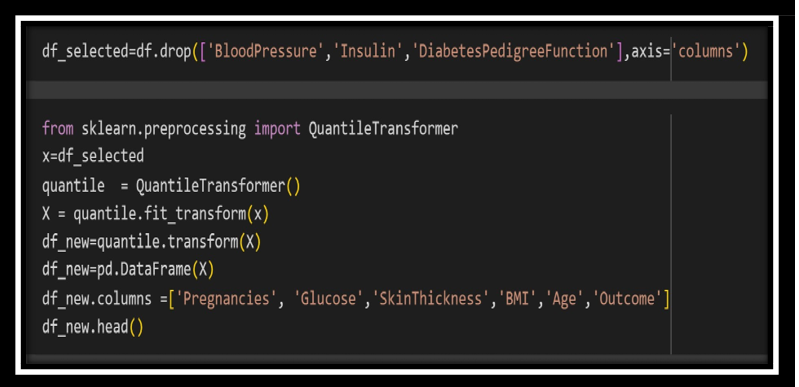 df_selected=df.drop(['BloodPressure','Insulin','DiabetesPedigreeFunction'],axis='columns')
from sklearn.preprocessing import QuantileTransformer
x=df_selected
quantile  = QuantileTransformer()
X = quantile.fit_transform(x)
df_new=quantile.transform(X)
df_new=pd.DataFrame(X)
df_new.columns =['Pregnancies', 'Glucose','SkinThickness','BMI','Age','Outcome']
df_new.head()